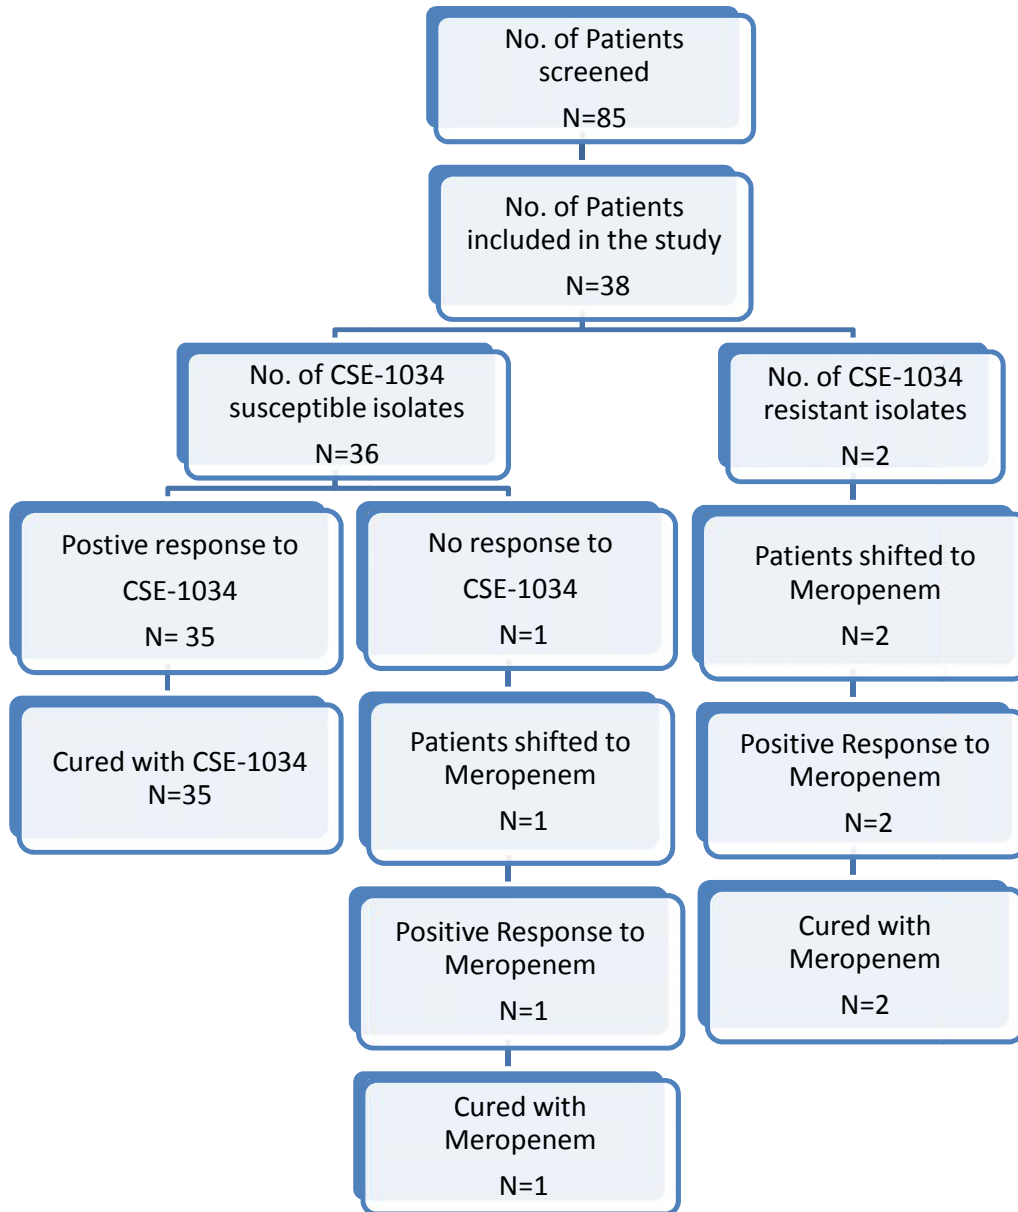 No. of Patients
screened
N=85
No. of Patients
included in the study
N=38
No. of CSE-1034
susceptible isolates
N=36
No. of CSE-1034
resistant isolates
N=2
Postive response to
CSE-1034
N= 35
No response to
CSE-1034
N=1
Patients shifted to
Meropenem
N=2
Cured with CSE-1034
N=35
Patients shifted to
Meropenem
N=1
Positive Response to
Meropenem
N=2
Positive Response to
Meropenem
N=1
Cured with
Meropenem
N=2
Cured with
Meropenem
N=1